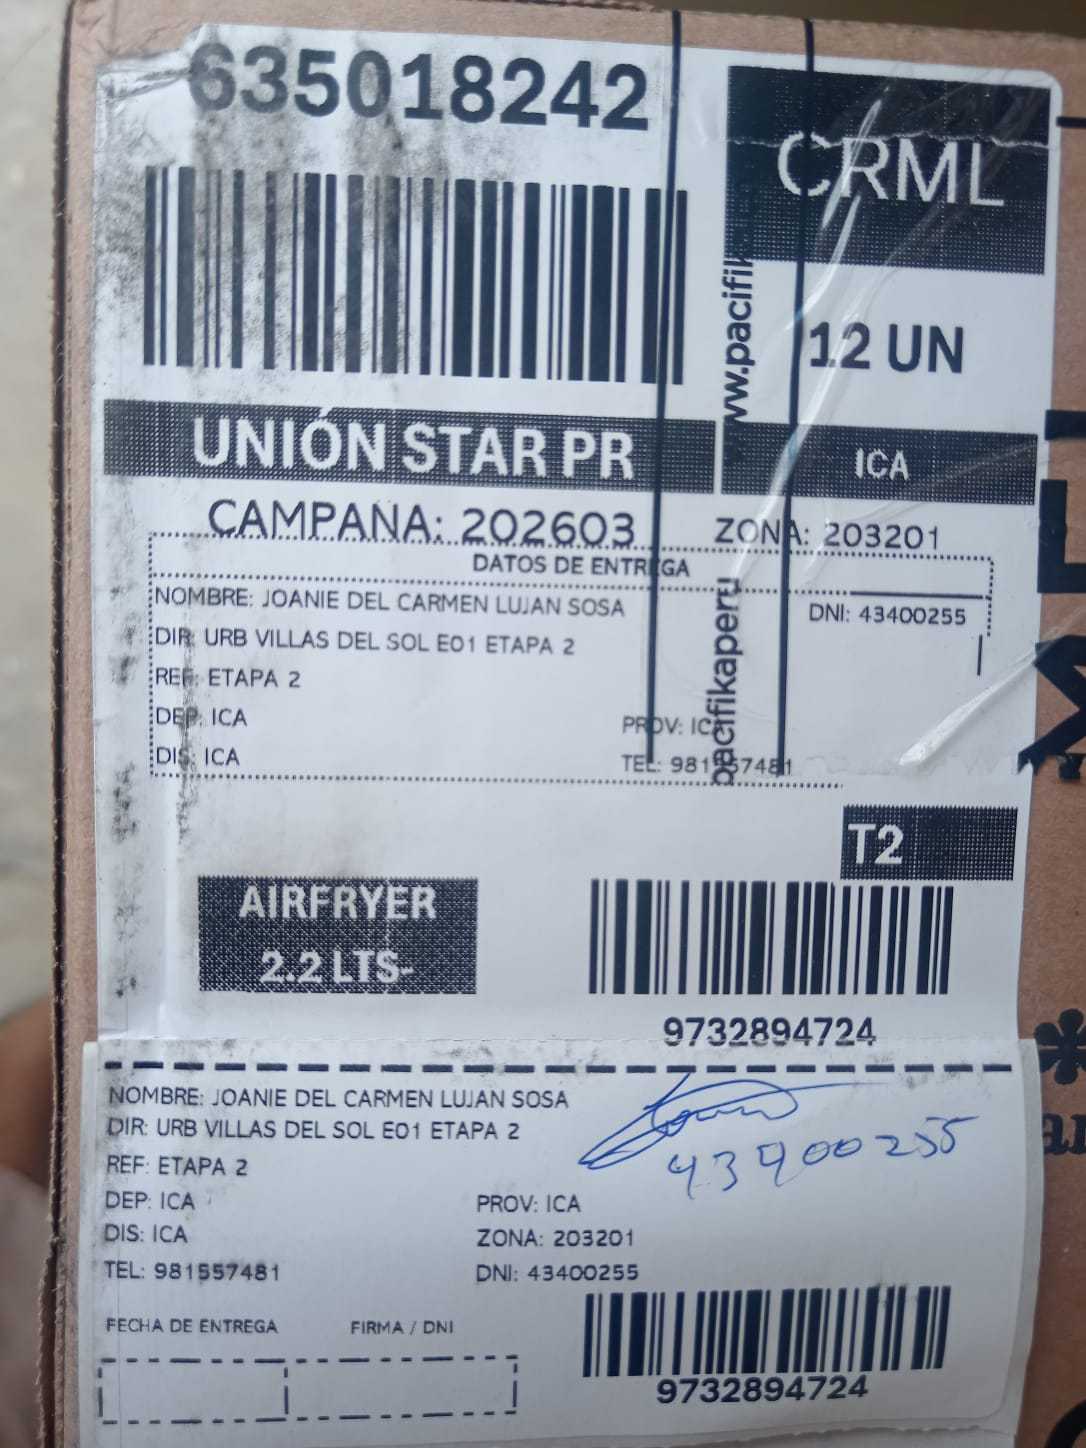 635018242
CRML
ww.pacifik
12 UN
UNIÓN STAR PR
ICA
CAMPAÑA: 202603
ZONA: 203201
DATOS DE ENTREGA
NOMBRE: JOANIE DEL CARMEN LUJAN SOSA
DNI: 43400255
DIR: URB VILLAS DEL SOL E01 ETAPA 2
REF: ETAPA 2
DEP: ICA
PROV: ICA
DIS: ICA
TEL: 981557481
pacifikaperu
T2
AIRFRYER
2.2 LTS-
9732894724
NOMBRE: JOANIE DEL CARMEN LUJAN SOSA
DIR: URB VILLAS DEL SOL E01 ETAPA 2
REF: ETAPA 2
43400255
DEP: ICA
PROV: ICA
DIS: ICA
ZONA: 203201
TEL: 981557481
DNI: 43400255
FECHA DE ENTREGA
FIRMA / DNI
9732894724